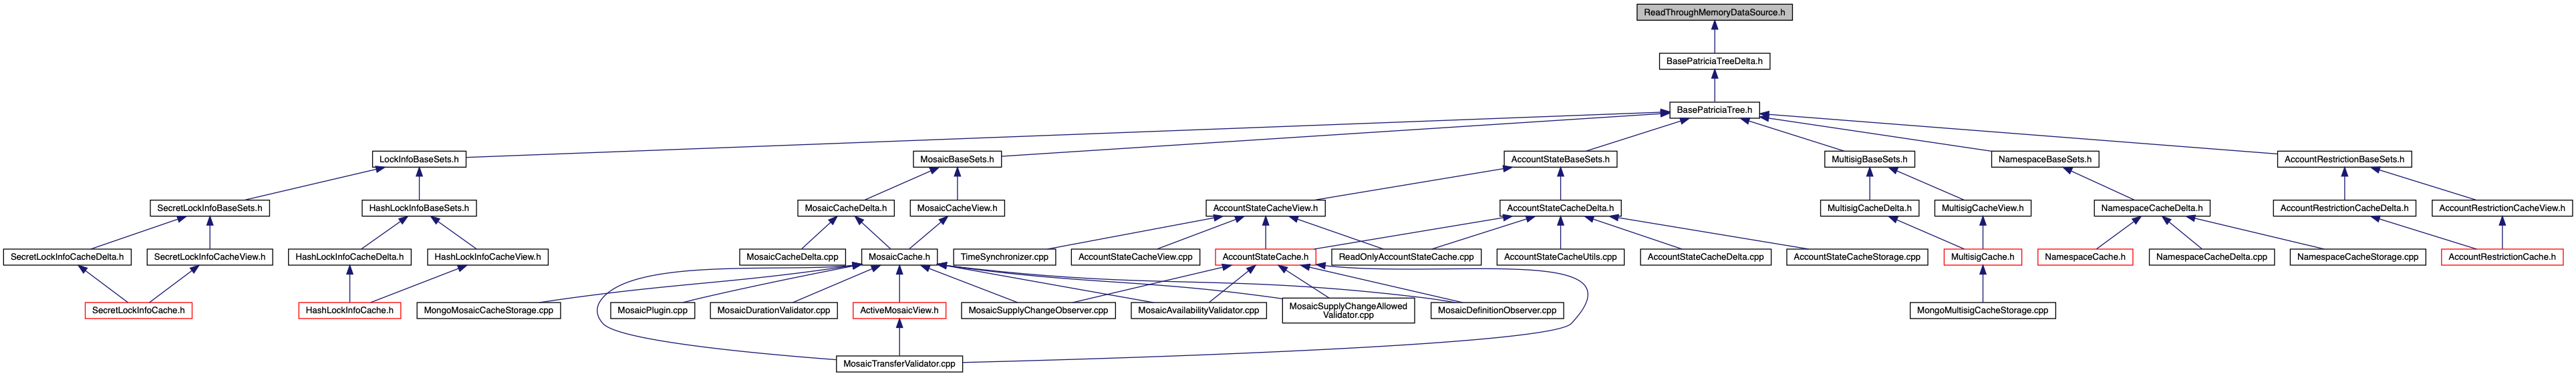 ReadThroughMemoryDataSource.h
BasePatriciaTreeDelta.h
BasePatriciaTree.h
LockInfoBaseSets.h
MosaicBaseSets.h
AccountStateBaseSets.h
MultisigBaseSets.h
NamespaceBaseSets.h
AccountRestrictionBaseSets.h
SecretLockInfoBaseSets.h
HashLockInfoBaseSets.h
MosaicCacheDelta.h
MosaicCacheView.h
AccountStateCacheView.h
AccountStateCacheDelta.h
MultisigCacheDelta.h
MultisigCacheView.h
NamespaceCacheDelta.h
AccountRestrictionCacheDelta.h
AccountRestrictionCacheView.h
SecretLockInfoCacheDelta.h
SecretLockInfoCacheView.h
HashLockInfoCacheDelta.h
HashLockInfoCacheView.h
MosaicCacheDelta.cpp
MosaicCache.h
TimeSynchronizer.cpp
AccountStateCacheView.cpp
AccountStateCache.h
ReadOnlyAccountStateCache.cpp
AccountStateCacheUtils.cpp
AccountStateCacheDelta.cpp
AccountStateCacheStorage.cpp
MultisigCache.h
NamespaceCache.h
NamespaceCacheDelta.cpp
NamespaceCacheStorage.cpp
AccountRestrictionCache.h
SecretLockInfoCache.h
HashLockInfoCache.h
MongoMosaicCacheStorage.cpp
MosaicPlugin.cpp
MosaicDurationValidator.cpp
ActiveMosaicView.h
MosaicSupplyChangeObserver.cpp
MosaicAvailabilityValidator.cpp
MosaicSupplyChangeAllowed
Validator.cpp
MosaicDefinitionObserver.cpp
MongoMultisigCacheStorage.cpp
MosaicTransferValidator.cpp